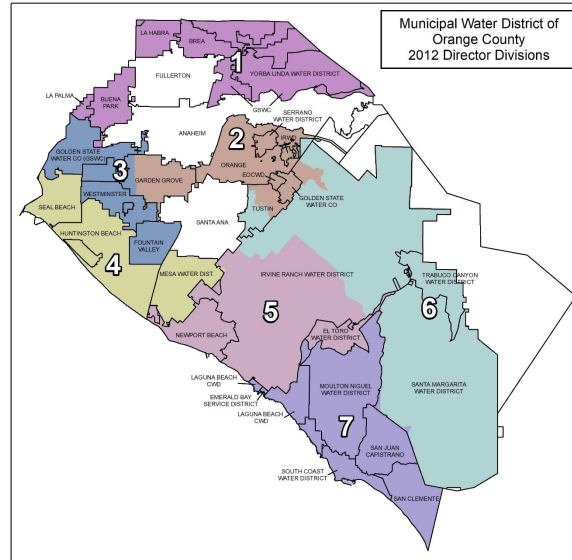 Municipal Water District of
Orange County
2012 Director Divisions
LA HABRA
BREA
1
YORBA LINDA WATER DISTRICT
FULLERTON
LA PALMA
BUENA
PARK
GSWC
SERRANO
WATER DISTRICT
ANAHEIM
2
IRWD
GOLDEN STATE
WATER CO (GSWC)
3
ORANGE
EOCWD
GARDEN GROVE
WESTMINSTER
TUSTIN
GOLDEN STATE
WATER CO
SEAL BEACH
SANTA ANA
HUNTINGTON BEACH
FOUNTAIN
VALLEY
4
MESA WATER DIST.
IRVINE RANCH WATER DISTRICT
TRABUCO CANYON
WATER DISTRICT
5
6
NEWPORT BEACH
EL TORO
WATER DISTRICT
LAGUNA BEACH
CWD
EMERALD BAY
SERVICE DISTRICT
LAGUNA BEACH
CWD
MOULTON NIGUEL
WATER DISTRICT
SANTA MARGARITA
WATER DISTRICT
7
SAN JUAN
CAPISTRANO
SOUTH COAST
WATER DISTRICT
SAN CLEMENTE